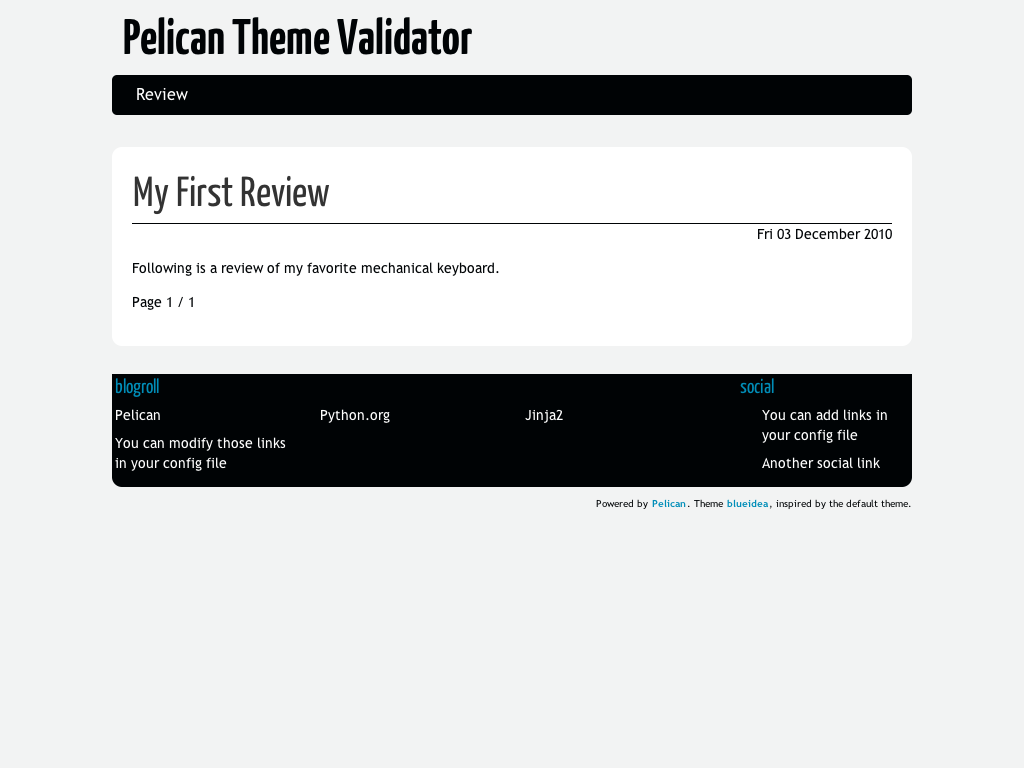 Pelican Theme Validator
Review
My First Review
Fri 03 December 2010
Following is a review of my favorite mechanical keyboard.
Page 1 / 1
blogroll
Pelican
Python.org
Jinja2
You can modify those links
in your config file
social
You can add links in
your config file
Another social link
Powered by Pelican. Theme blueidea, inspired by the default theme.